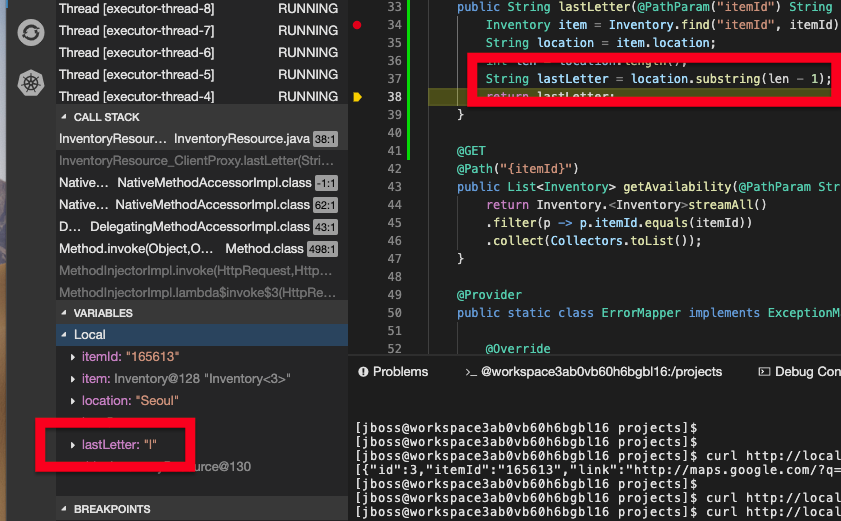 Thread [executor-thread-8] RUNNING
Thread [executor-thread-7] RUNNING
Thread [executor-thread-6] RUNNING
Thread [executor-thread-5] RUNNING
Thread [executor-thread-4] RUNNING
CALL STACK
InventoryResour... InventoryResource.java 38:1
InventoryResource_ClientProxy.lastLetter(Stri...
Native... NativeMethodAccessorImpl.class -1:1
Native... NativeMethodAccessorImpl.class 62:1
D... DelegatingMethodAccessorImpl.class 43:1
Method.invoke(Object,O... Method.class 498:1
MethodInjectorImpl.invoke(HttpRequest,Http...
MethodInjectorImpl.lambda$invoke$3(HttpRe...
VARIABLES
Local
itemId: "165613"
item: Inventory@128 "Inventory<3>"
location: "Seoul"
lastLetter: "l"
source@130
BREAKPOINTS
33 public String lastLetter(@PathParam("itemId") String
34 Inventory item = Inventory.find("itemId", itemId)
35 String location = item.location;
36 int len = location.length();
37 String lastLetter = location.substring(len - 1);
38 return lastLetter;
39 }
40
41 @GET
42 @Path("{itemId}")
43 public List<Inventory> getAvailability(@PathParam Str
44 return Inventory.<Inventory>streamAll()
45 .filter(p -> p.itemId.equals(itemId))
46 .collect(Collectors.toList());
47 }
48
49 @Provider
50 public static class ErrorMapper implements ExceptionM
51
52 @Override
Problems >_ @workspace3ab0vb60h6bgbl16:/projects Debug Con
[jboss@workspace3ab0vb60h6bgbl16 projects]$
[jboss@workspace3ab0vb60h6bgbl16 projects]$
[jboss@workspace3ab0vb60h6bgbl16 projects]$ curl http://local
[{"id":3,"itemId":"165613","link":"http://maps.google.com/?q=
[jboss@workspace3ab0vb60h6bgbl16 projects]$
[jboss@workspace3ab0vb60h6bgbl16 projects]$ curl http://local
[jboss@workspace3ab0vb60h6bgbl16 projects]$ curl http://local